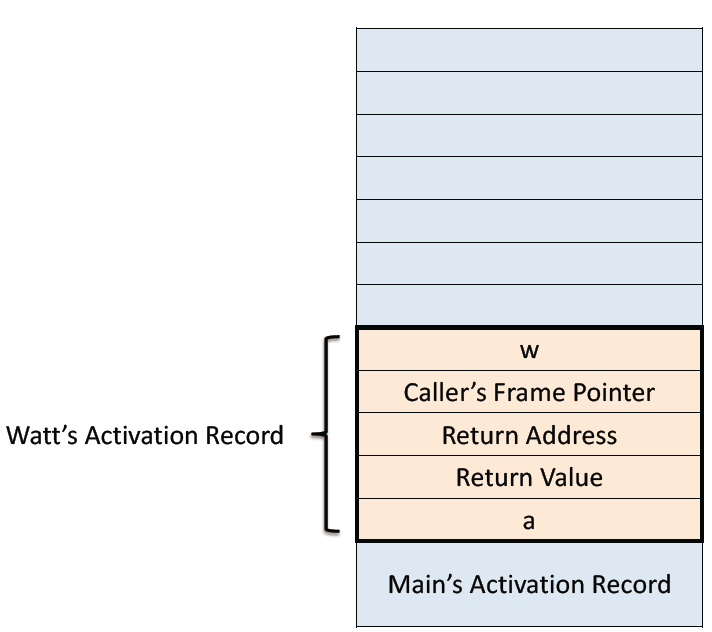 w
Caller’s Frame Pointer
Watt’s Activation Record
Return Address
Return Value
a
Main’s Activation Record